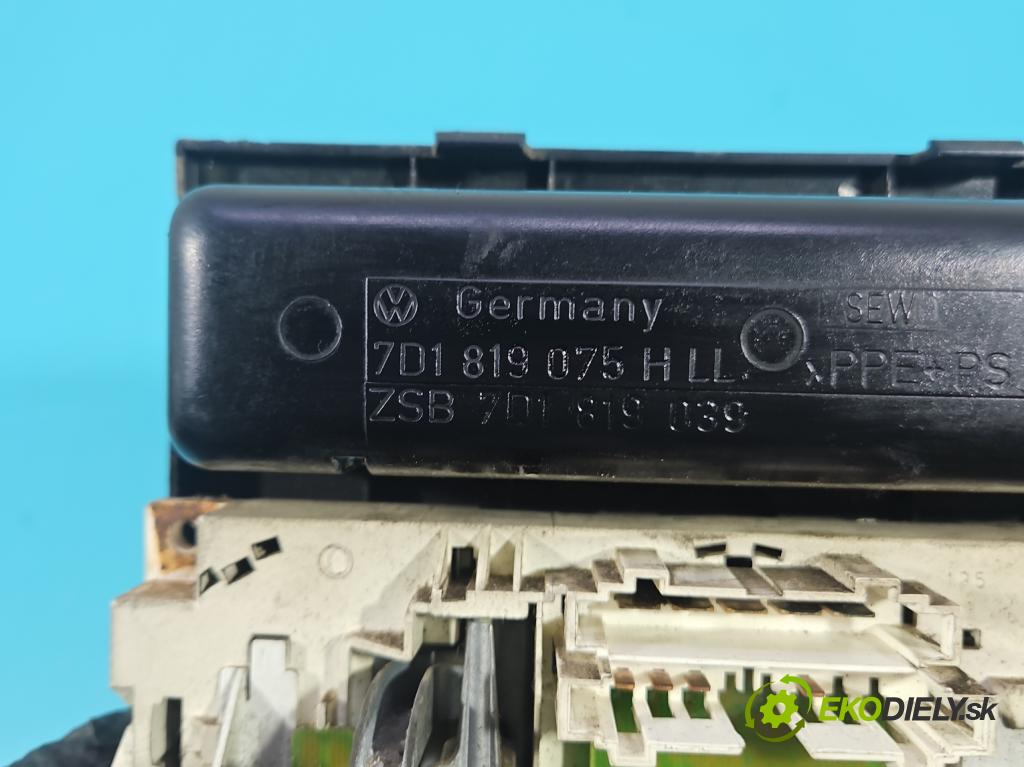 Germany
SEW
7D1 819 075 H LL
PPE+PS
ZSB 7D1 819 039
EKODIELY.sk